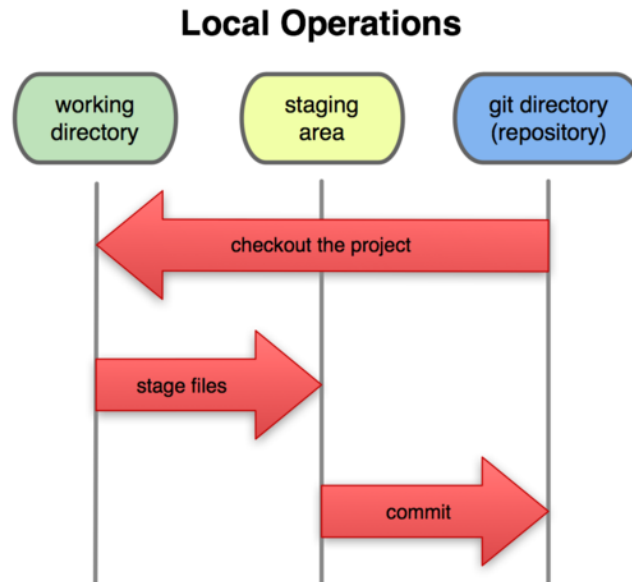 Local Operations
working
directory
staging
area
git directory
(repository)
checkout the project
stage files
commit